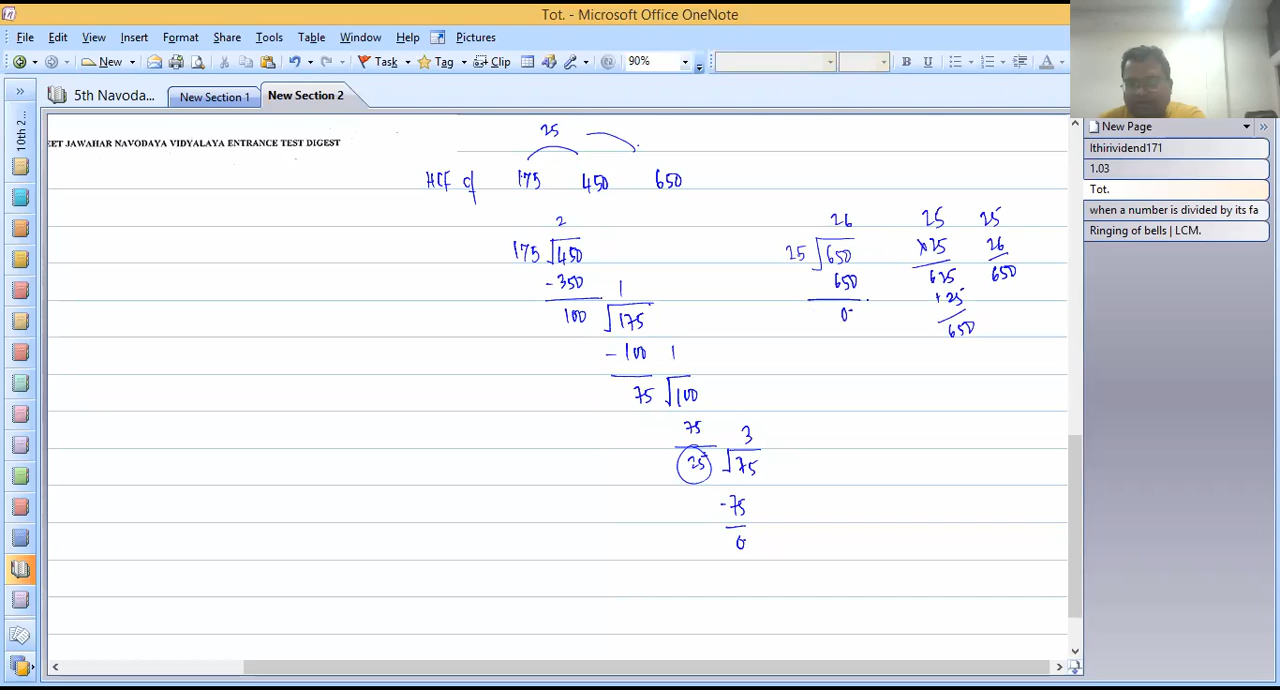 Tot. - Microsoft Office OneNote
File Edit View Insert Format Share Tools Table Window Help Pictures
New Task Tag Clip 90% B U A
5th Navoda... New Section 1 New Section 2
10th 2...
New Page
Ithirividend171
1.03
Tot.
when a number is divided by its fa
Ringing of bells | LCM.
EET JAWAHAR NAVODAYA VIDYALAYA ENTRANCE TEST DIGEST
25
HCF of 175 450 650
2
175 √450
-350 1
100 √175
-100 1
75 √100
75 3
25 √75
-75
0
26
25 √650
650
0
25
x25
625
+25
650
25
26
650